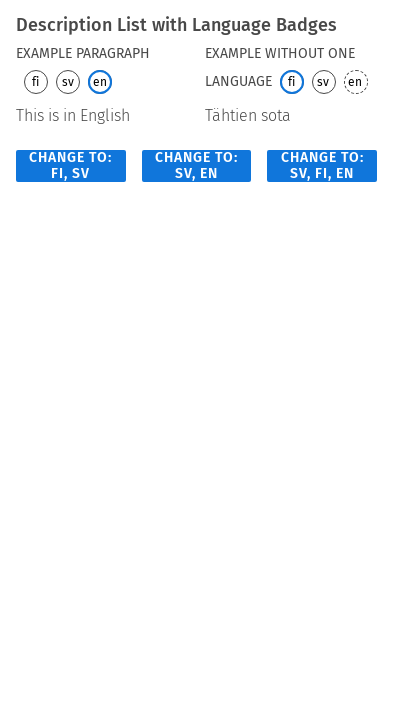 Description List with Language Badges
EXAMPLE PARAGRAPH
fi sv en
This is in English
EXAMPLE WITHOUT ONE
LANGUAGE fi sv en
Tähtien sota
CHANGE TO:
FI, SV
CHANGE TO:
SV, EN
CHANGE TO:
SV, FI, EN